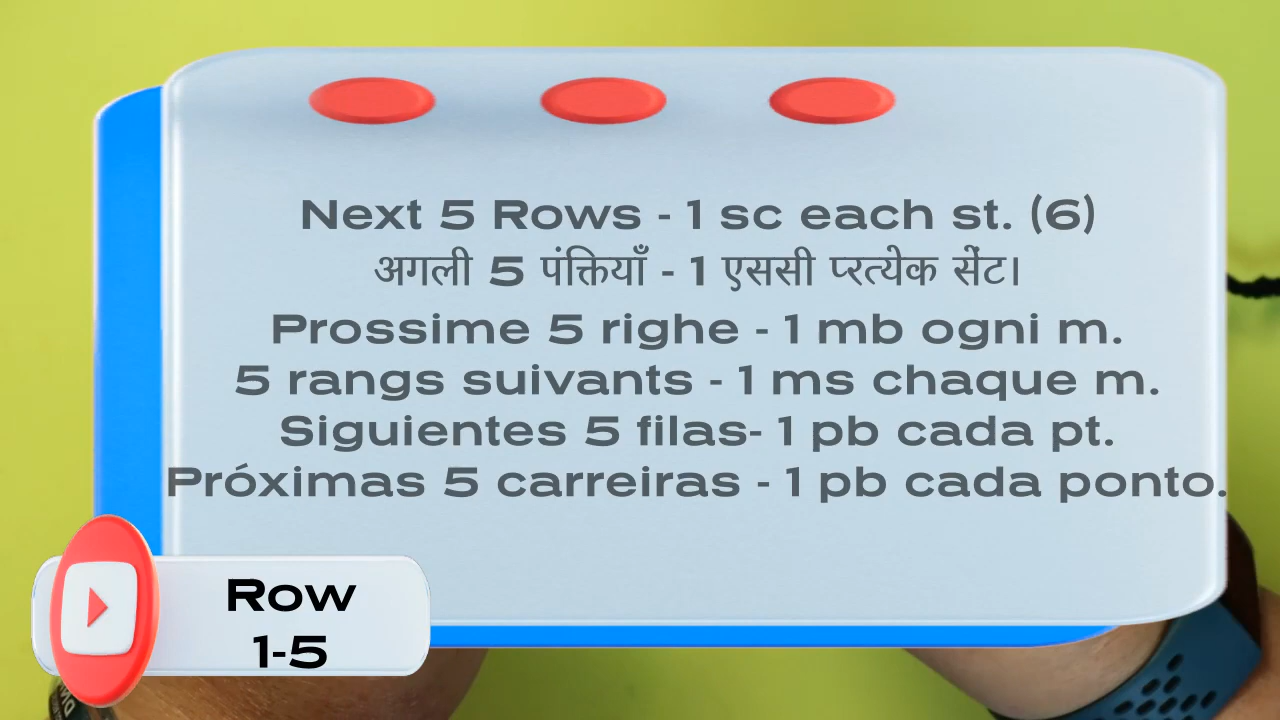 Next 5 Rows - 1 sc each st. (6)
अगली 5 पंक्तियाँ - 1 एससी प्रत्येक सेंट।
Prossime 5 righe - 1 mb ogni m.
5 rangs suivants - 1 ms chaque m.
Siguientes 5 filas- 1 pb cada pt.
Próximas 5 carreiras - 1 pb cada ponto.
Row
1-5